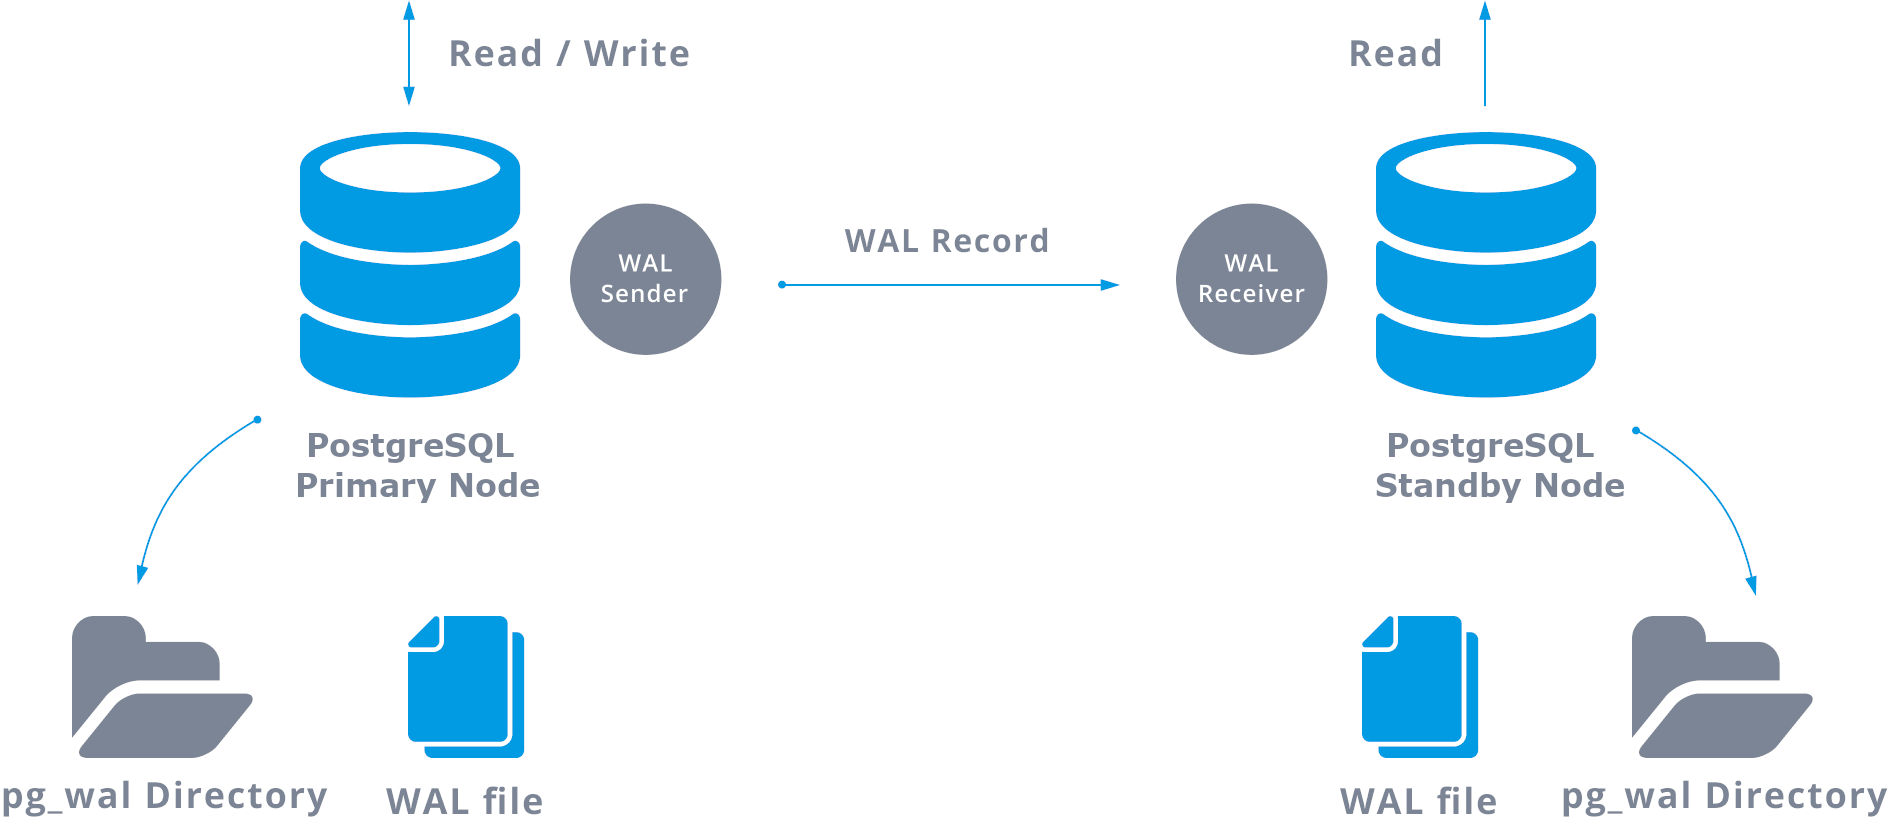 Read / Write
Read
WAL
Sender
WAL Record
WAL
Receiver
PostgreSQL
Primary Node
PostgreSQL
Standby Node
pg_wal Directory
WAL file
WAL file
pg_wal Directory